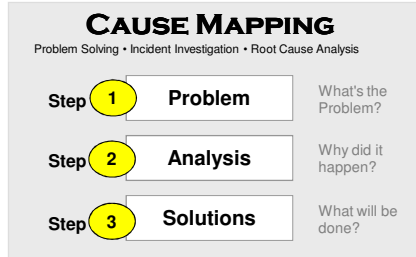 CAUSE MAPPING
Problem Solving • Incident Investigation • Root Cause Analysis
Step 1 Problem What's the
Problem?
Step 2 Analysis Why did it
happen?
Step 3 Solutions What will be
done?